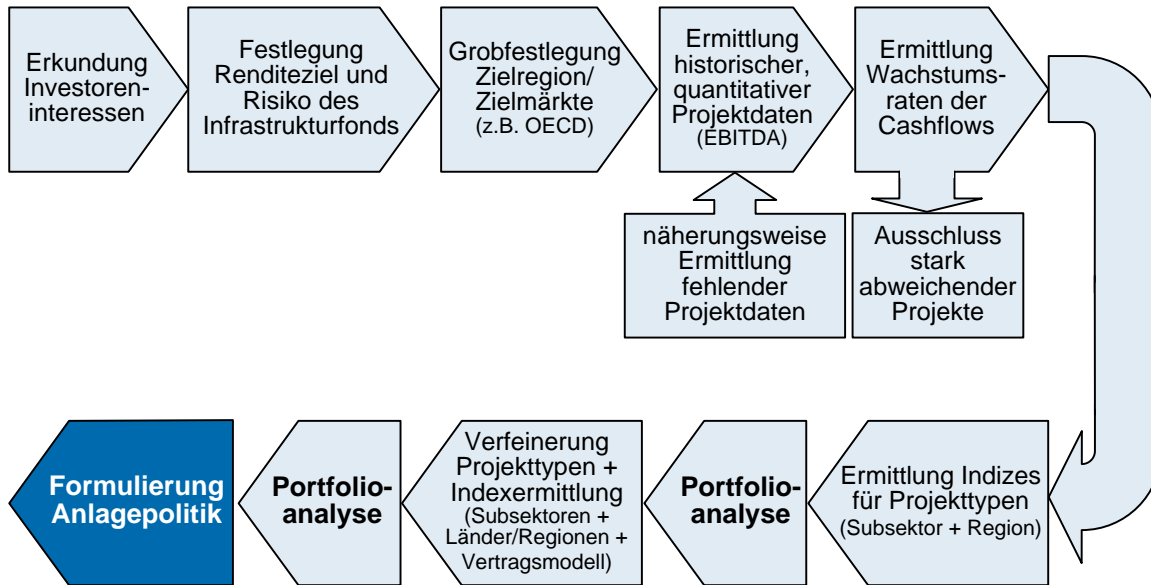 Erkundung
Investoren-
interessen
Festlegung
Renditeziel und
Risiko des
Infrastrukturfonds
Grobfestlegung
Zielregion/
Zielmärkte
(z.B. OECD)
Ermittlung
historischer,
quantitativer
Projektdaten
(EBITDA)
Ermittlung
Wachstums-
raten der
Cashflows
näherungsweise
Ermittlung
fehlender
Projektdaten
Ausschluss
stark
abweichender
Projekte
Ermittlung Indizes
für Projekttypen
(Subsektor + Region)
Portfolio-
analyse
Verfeinerung
Projekttypen +
Indexermittlung
(Subsektoren +
Länder/Regionen +
Vertragsmodell)
Portfolio-
analyse
Formulierung
Anlagepolitik